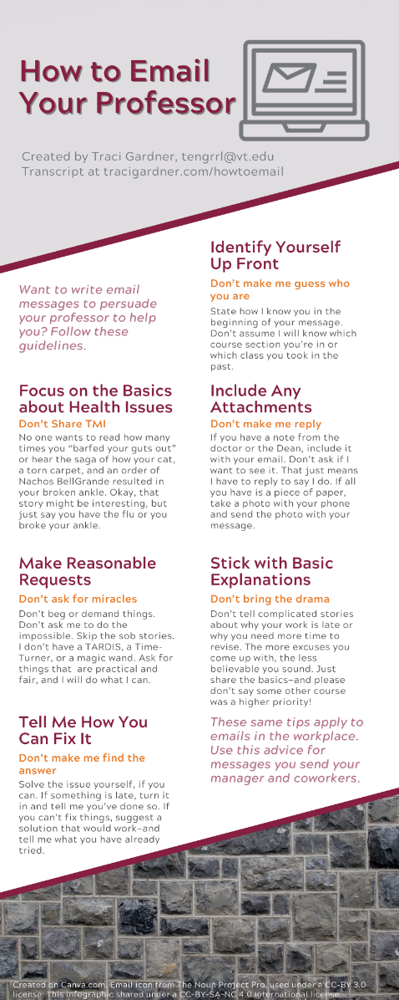 How to Email
Your Professor
Created by Traci Gardner, tengrrl@vt.edu
Transcript at tracigardner.com/howtoemail
Want to write email
messages to persuade
your professor to help
you? Follow these
guidelines.
Identify Yourself
Up Front
Don't make me guess who
you are
State how I know you in the
beginning of your message.
Don't assume I will know which
course section you're in or
which class you took in the
past.
Focus on the Basics
about Health Issues
Don't Share TMI
No one wants to read how many
times you “barfed your guts out”
or hear the saga of how your cat,
a torn carpet, and an order of
Nachos BellGrande resulted in
your broken ankle. Okay, that
story might be interesting, but
just say you have the flu or you
broke your ankle.
Include Any
Attachments
Don't make me reply
If you have a note from the
doctor or the Dean, include it
with your email. Don't ask if I
want to see it. That just means
I have to reply to say I do. If all
you have is a piece of paper,
take a photo with your phone
and send the photo with your
message.
Make Reasonable
Requests
Don't ask for miracles
Don't beg or demand things.
Don't ask me to do the
impossible. Skip the sob stories.
I don't have a TARDIS, a Time-
Turner, or a magic wand. Ask for
things that are practical and
fair, and I will do what I can.
Stick with Basic
Explanations
Don't bring the drama
Don't tell complicated stories
about why your work is late or
why you need more time to
revise. The more excuses you
come up with, the less
believable you sound. Just
share the basics—and please
don't say some other course
was a higher priority!
Tell Me How You
Can Fix It
Don't make me find the
answer
Solve the issue yourself, if you
can. If something is late, turn it
in and tell me you've done so. If
you can't fix things, suggest a
solution that would work—and
tell me what you have already
tried.
These same tips apply to
emails in the workplace.
Use this advice for
messages you send your
manager and coworkers.
Created on Canva.com. Email icon from The Noun Project Pro, used under a CC-BY 3.0
license. This infographic shared under a CC-BY-SA-NC 4.0 International license.